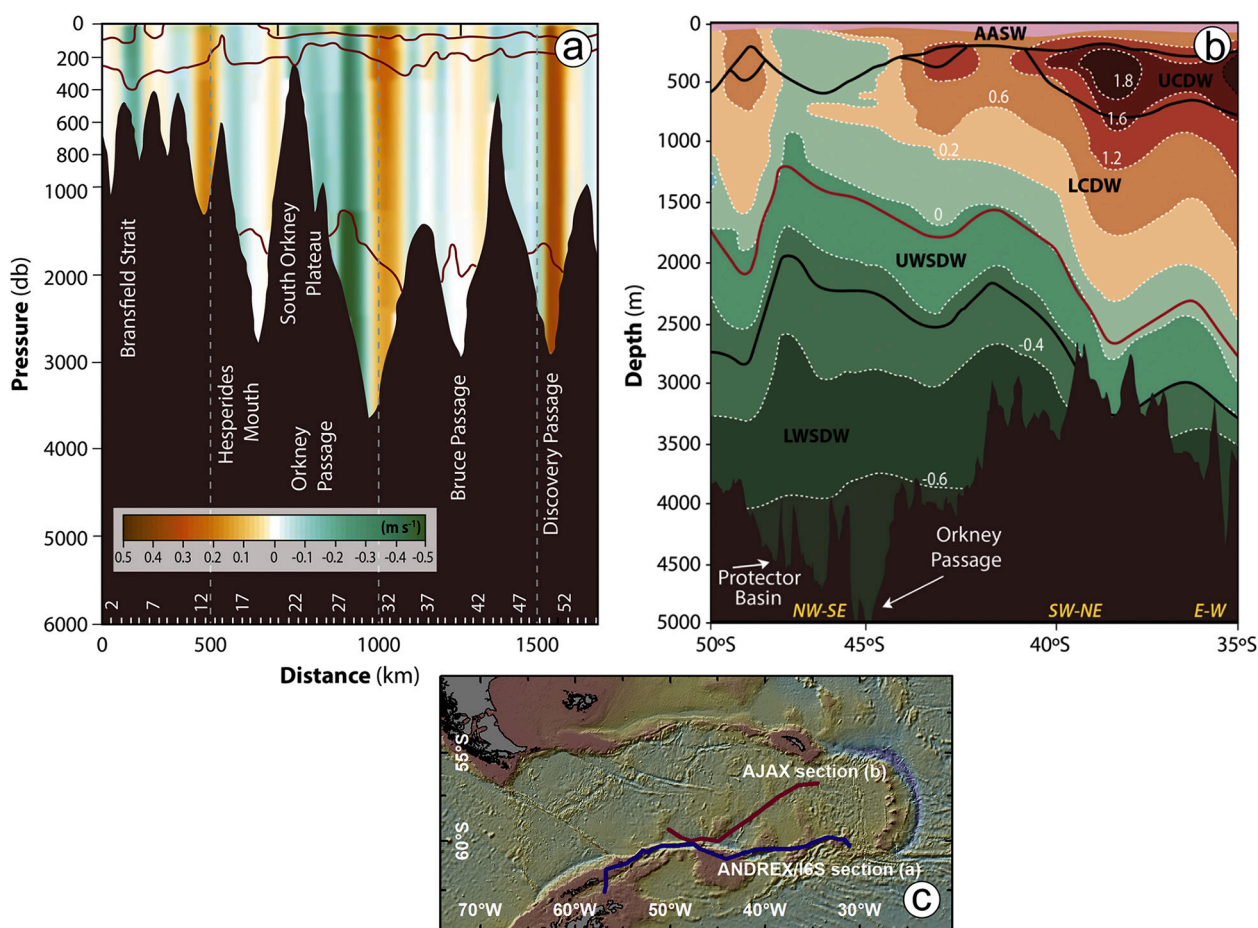 a
0
200
400
600
800
1000
2000
3000
4000
5000
6000
Pressure (db)
Bransfield Strait
Hesperides
Mouth
South Orkney
Plateau
Orkney
Passage
Bruce Passage
Discovery Passage
(m s⁻¹)
0.5 0.4 0.3 0.2 0.1 0 -0.1 -0.2 -0.3 -0.4 -0.5
2 7 12 17 22 27 32 37 42 47 52
0 500 1000 1500
Distance (km)
b
0
500
1000
1500
2000
2500
3000
3500
4000
4500
5000
Depth (m)
AASW
UCDW
1.8
1.6
1.2
0.6
0.2
LCDW
0
UWSDW
-0.4
LWSDW
-0.6
Orkney
Passage
Protector
Basin
NW-SE SW-NE E-W
50ºS 45ºS 40ºS 35ºS
55°S
60°S
AJAX section (b)
ANDREX/I6S section (a)
70°W 60°W 50°W 40°W 30°W
c